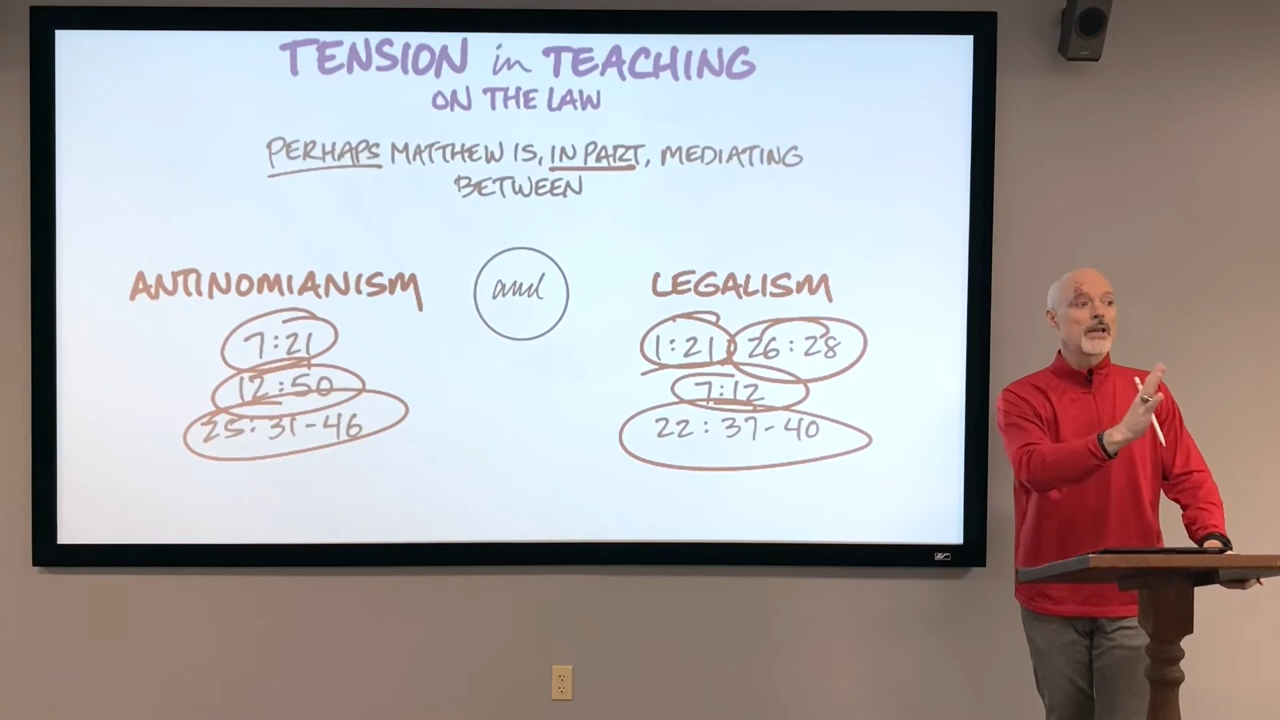 TENSION in TEACHING
ON THE LAW
PERHAPS MATTHEW IS, IN PART, MEDIATING
BETWEEN
ANTINOMIANISM and LEGALISM
7:21
1:21 26:28
12:50
7:12
25:31-46
22:37-40